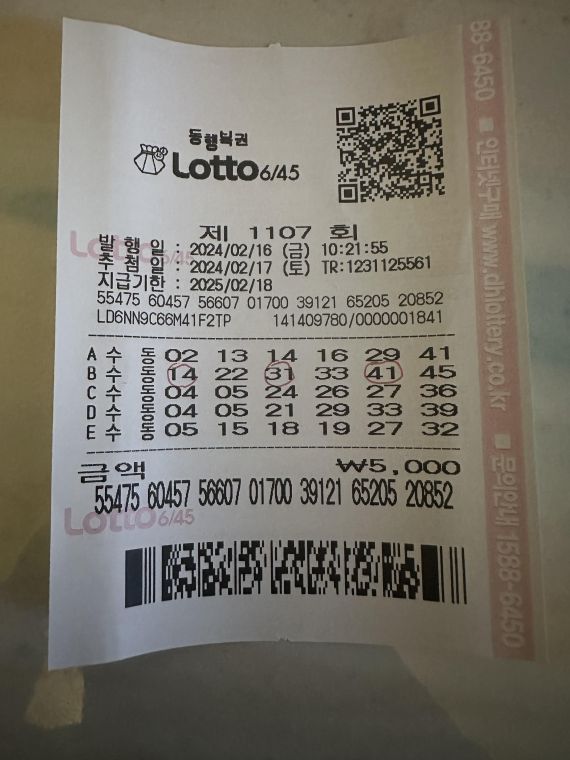 동행복권
Lotto 6/45
제 1107 회
발 행 일 : 2024/02/16 (금) 10:21:55
추 첨 일 : 2024/02/17 (토) TR:1231125561
지급기한 : 2025/02/18
55475 60457 56607 01700 39121 65205 20852
LD6NN9C66M41F2TP 141409780/0000001841
A 수 동 02 13 14 16 29 41
B 수 동 14 22 31 33 41 45
C 수 동 04 05 24 26 27 36
D 수 동 04 05 21 29 33 39
E 수 동 05 15 18 19 27 32
금액 ₩5,000
55475 60457 56607 01700 39121 65205 20852
Lotto 6/45
88-6450 ■ 인터넷구매 www.dhlottery.co.kr ■ 문의안내 1588-6450